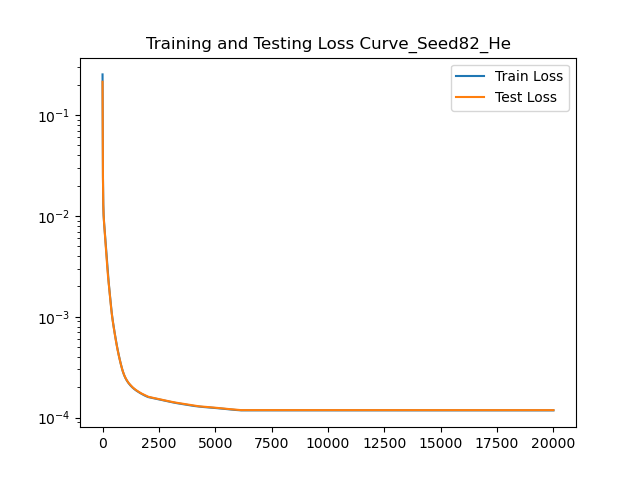 Training and Testing Loss Curve_Seed82_He
Train Loss
Test Loss
10⁻¹
10⁻²
10⁻³
10⁻⁴
0 2500 5000 7500 10000 12500 15000 17500 20000